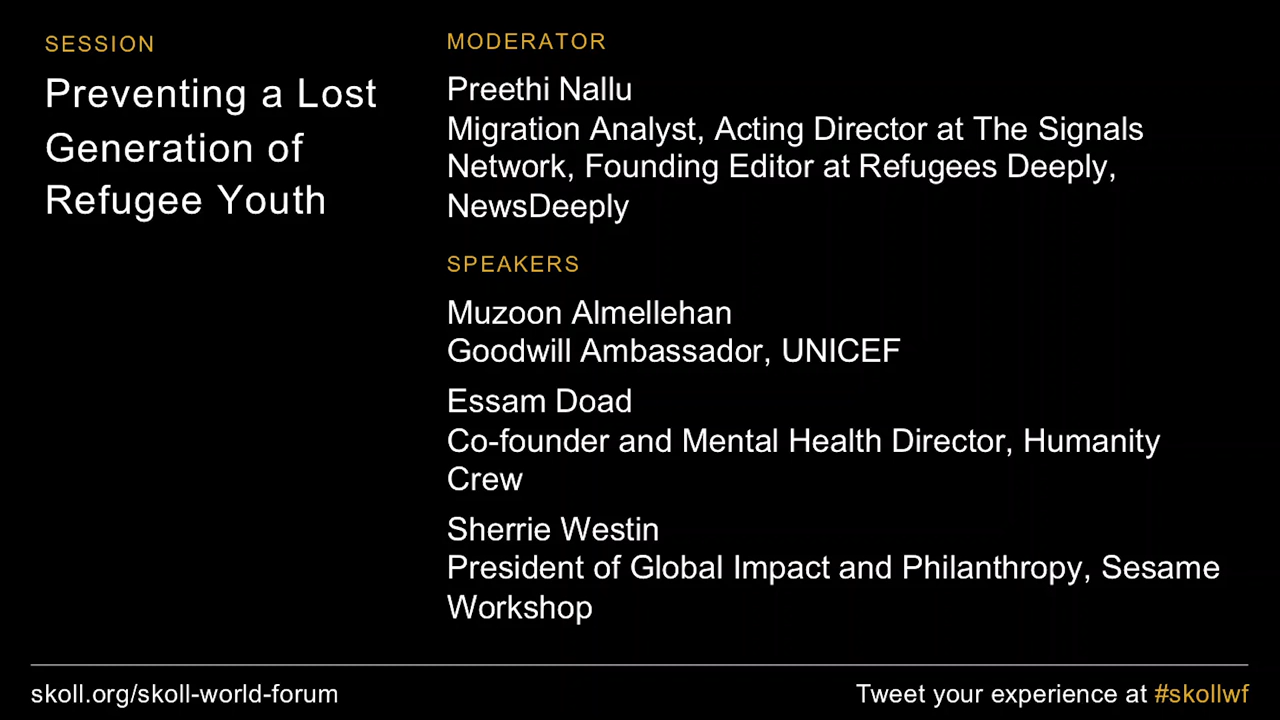 SESSION
Preventing a Lost
Generation of
Refugee Youth
MODERATOR
Preethi Nallu
Migration Analyst, Acting Director at The Signals
Network, Founding Editor at Refugees Deeply,
NewsDeeply
SPEAKERS
Muzoon Almellehan
Goodwill Ambassador, UNICEF
Essam Doad
Co-founder and Mental Health Director, Humanity
Crew
Sherrie Westin
President of Global Impact and Philanthropy, Sesame
Workshop
skoll.org/skoll-world-forum
Tweet your experience at #skollwf